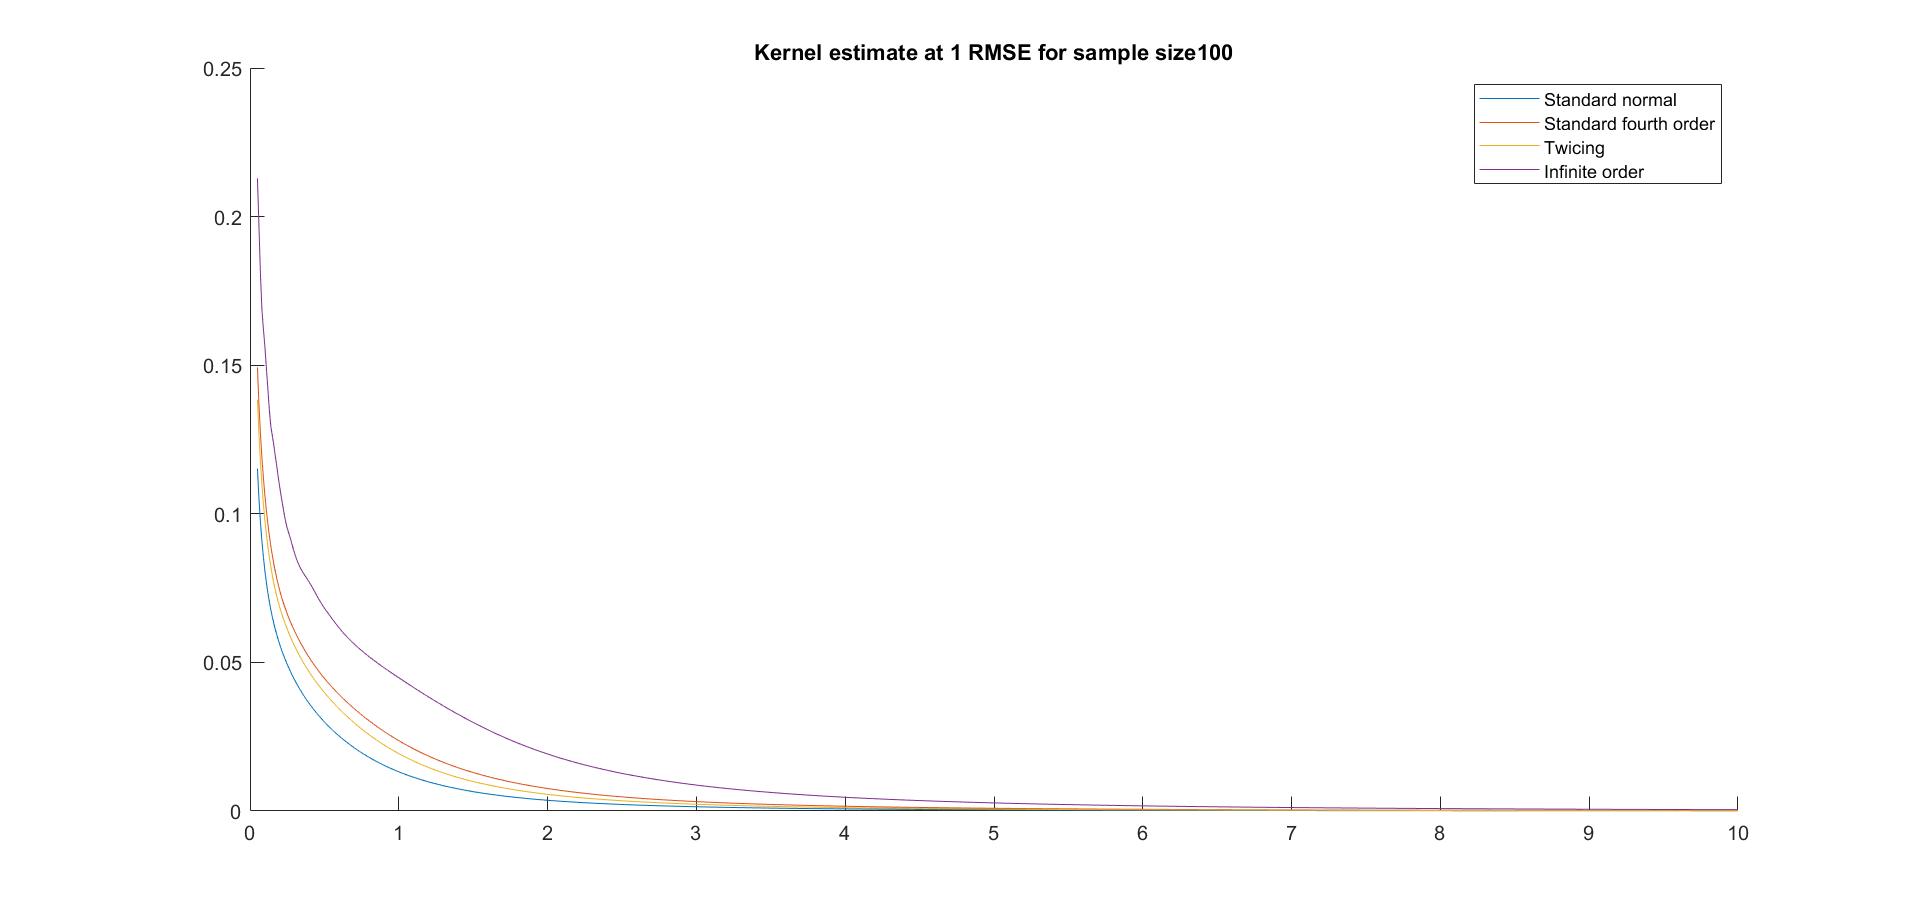 Kernel estimate at 1 RMSE for sample size100
0.25
0.2
0.15
0.1
0.05
0
Standard normal
Standard fourth order
Twicing
Infinite order
0 1 2 3 4 5 6 7 8 9 10